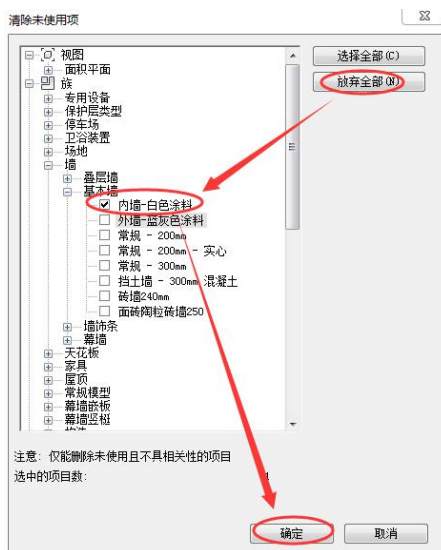 清除未使用项
选择全部(C)
放弃全部(N)
视图
面积平面
族
专用设备
保护层类型
停车场
卫浴装置
场地
墙
叠层墙
基本墙
内墙-白色涂料
外墙-蓝灰色涂料
常规 - 200mm
常规 - 200mm - 实心
常规 - 300mm
挡土墙 - 300mm 混凝土
砖墙240mm
面砖陶粒砖墙250
墙饰条
幕墙
天花板
家具
屋顶
常规模型
幕墙嵌板
幕墙竖梃
注意: 仅能删除未使用且不具相关性的项目
选中的项目数: 1
确定
取消